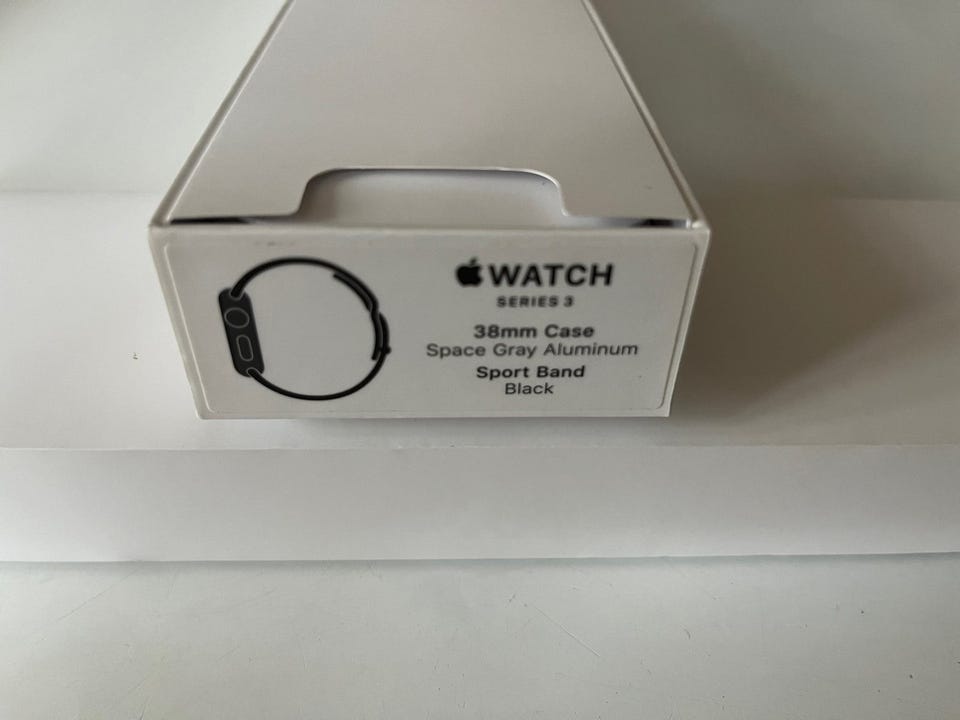 WATCH
SERIES 3
38mm Case
Space Gray Aluminum
Sport Band
Black